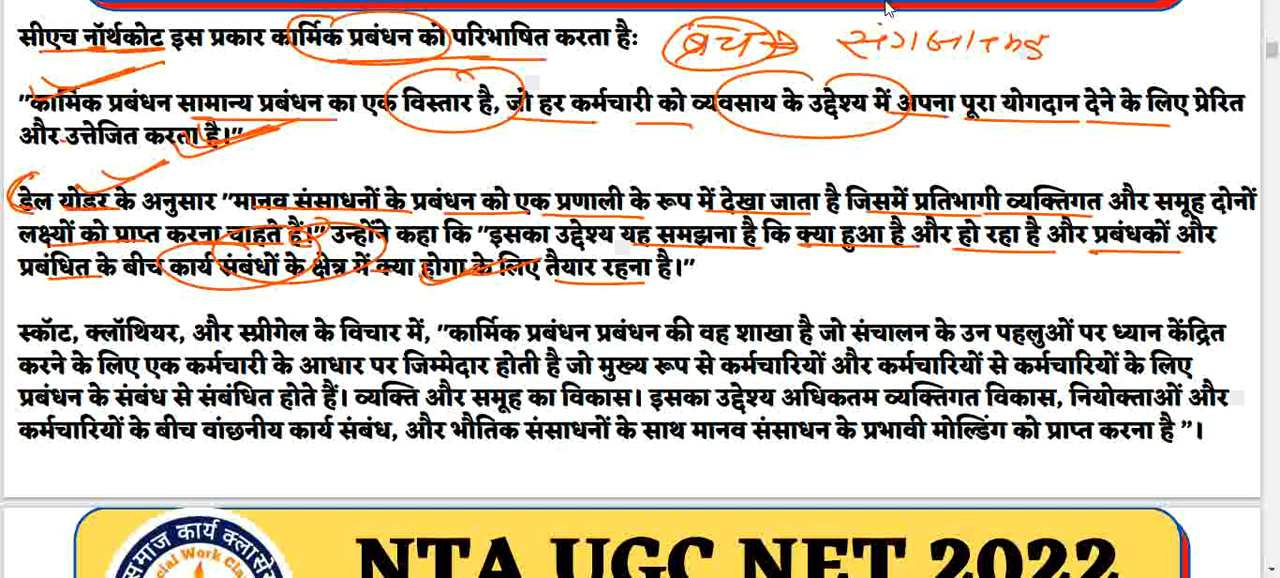 सीएच नॉर्थकोट इस प्रकार कार्मिक प्रबंधन को परिभाषित करता हैः
"कार्मिक प्रबंधन सामान्य प्रबंधन का एक विस्तार है, जो हर कर्मचारी को व्यवसाय के उद्देश्य में अपना पूरा योगदान देने के लिए प्रेरित
और उत्तेजित करता है।"
डेल योडर के अनुसार "मानव संसाधनों के प्रबंधन को एक प्रणाली के रूप में देखा जाता है जिसमें प्रतिभागी व्यक्तिगत और समूह दोनों
लक्ष्यों को प्राप्त करना चाहते हैं।" उन्होंने कहा कि "इसका उद्देश्य यह समझना है कि क्या हुआ है और हो रहा है और प्रबंधकों और
प्रबंधित के बीच कार्य संबंधों के क्षेत्र में क्या होगा के लिए तैयार रहना है।"
स्कॉट, क्लॉथियर, और स्प्रीगेल के विचार में, "कार्मिक प्रबंधन प्रबंधन की वह शाखा है जो संचालन के उन पहलुओं पर ध्यान केंद्रित
करने के लिए एक कर्मचारी के आधार पर जिम्मेदार होती है जो मुख्य रूप से कर्मचारियों और कर्मचारियों से कर्मचारियों के लिए
प्रबंधन के संबंध से संबंधित होते हैं। व्यक्ति और समूह का विकास। इसका उद्देश्य अधिकतम व्यक्तिगत विकास, नियोक्ताओं और
कर्मचारियों के बीच वांछनीय कार्य संबंध, और भौतिक संसाधनों के साथ मानव संसाधन के प्रभावी मोल्डिंग को प्राप्त करना है "।
समाज कार्य क्लासेस
Social Work Classes
NTA UGC NET 2022